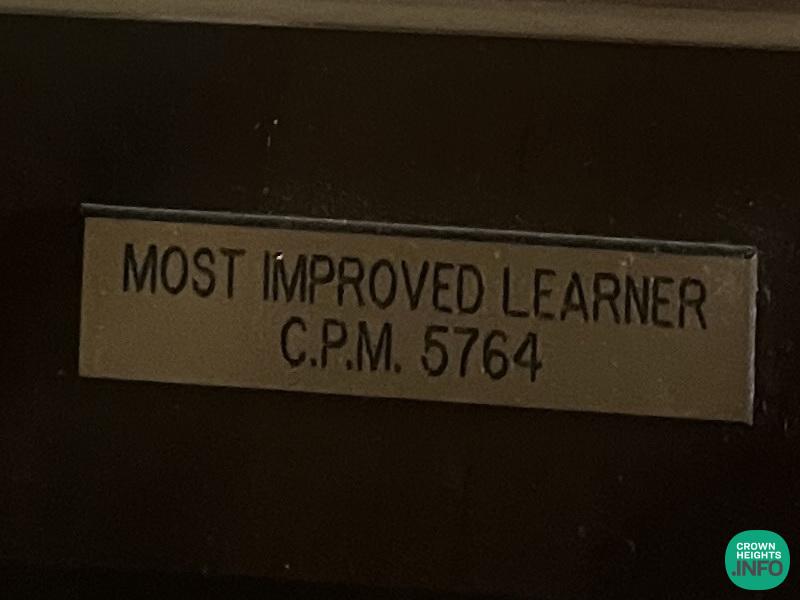 MOST IMPROVED LEARNER
C.P.M. 5764
CROWN
HEIGHTS
.INFO